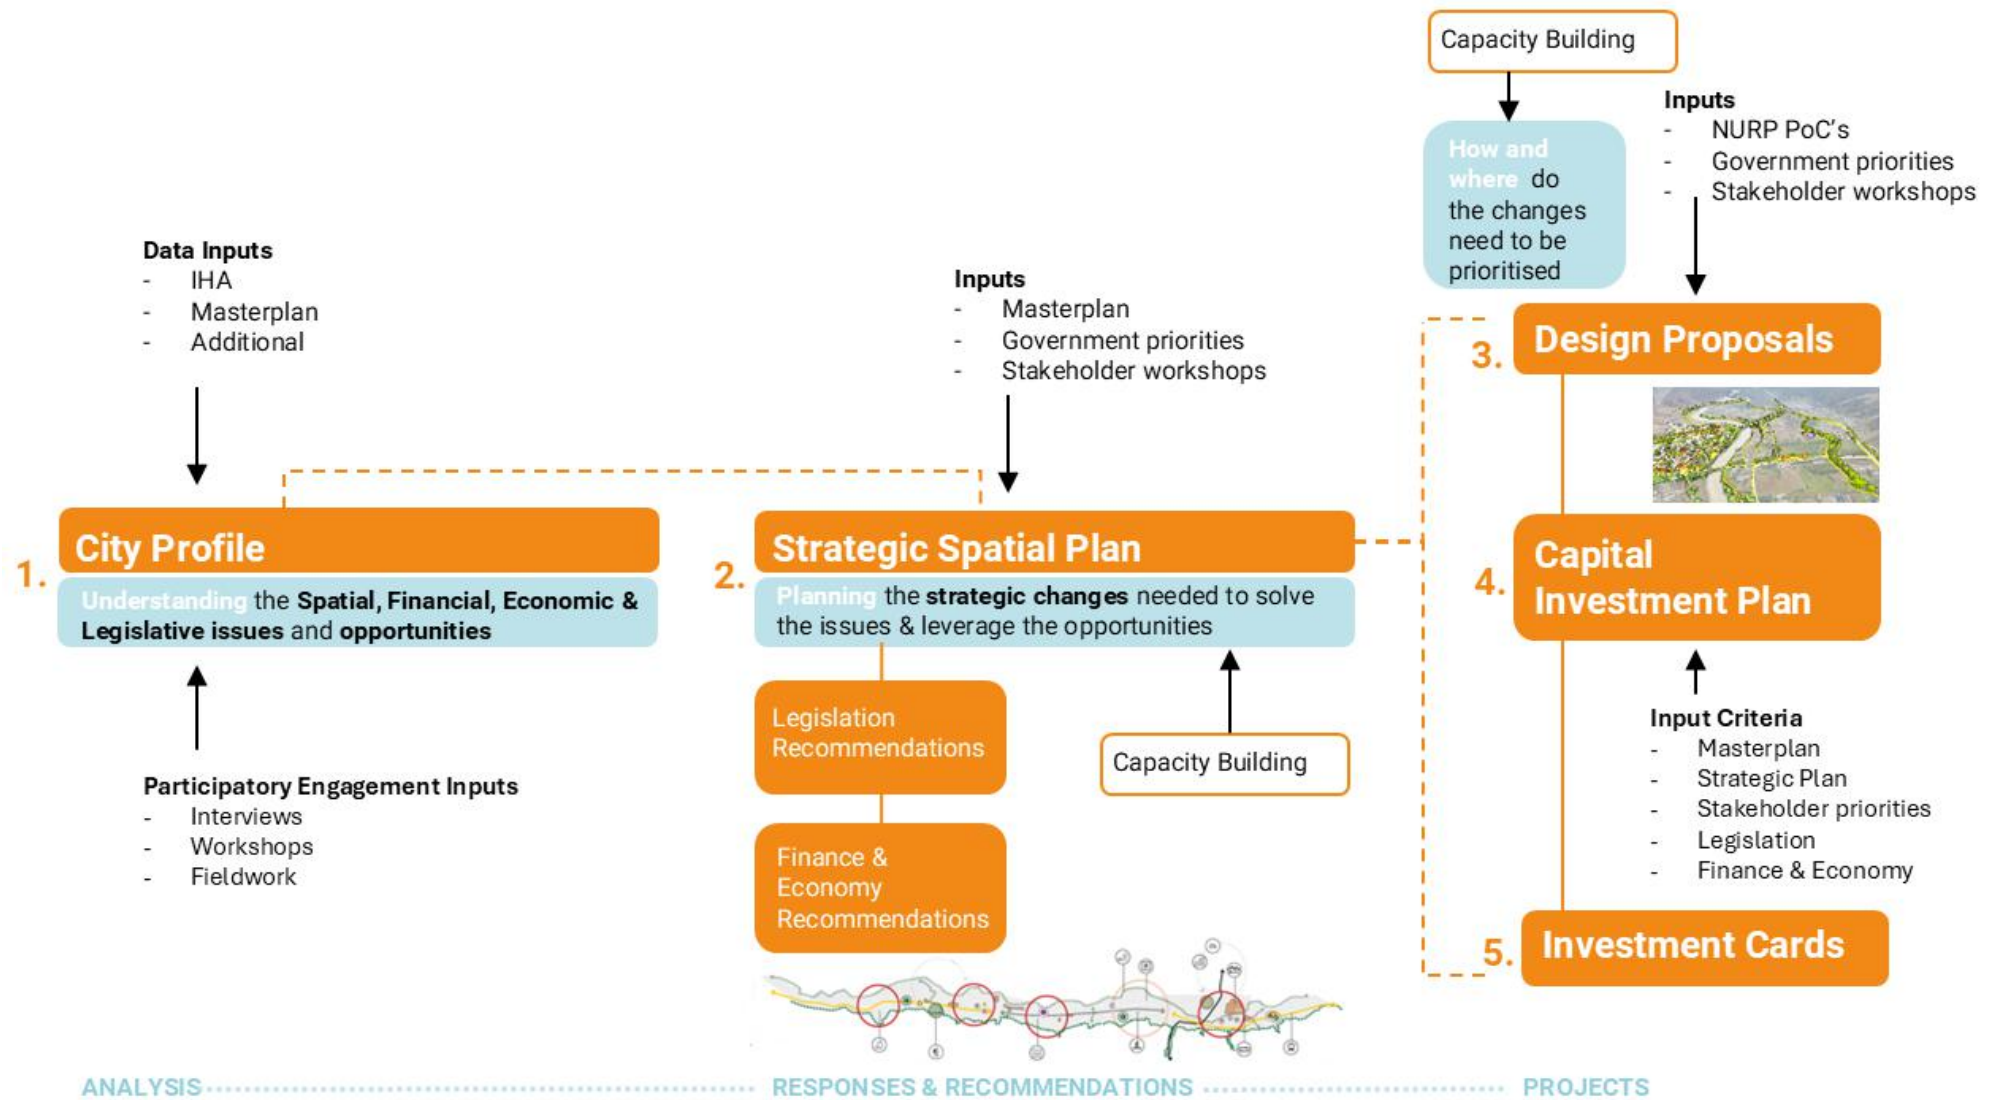 Capacity Building
Inputs
- NURP PoC's
- Government priorities
- Stakeholder workshops
How and
where do
the changes
need to be
prioritised
Data Inputs
- IHA
- Masterplan
- Additional
Inputs
- Masterplan
- Government priorities
- Stakeholder workshops
1.
City Profile
Understanding the Spatial, Financial, Economic &
Legislative issues and opportunities
Participatory Engagement Inputs
- Interviews
- Workshops
- Fieldwork
2.
Strategic Spatial Plan
Planning the strategic changes needed to solve
the issues & leverage the opportunities
Legislation
Recommendations
Finance &
Economy
Recommendations
Capacity Building
3.
Design Proposals
4.
Capital
Investment Plan
Input Criteria
- Masterplan
- Strategic Plan
- Stakeholder priorities
- Legislation
- Finance & Economy
5.
Investment Cards
ANALYSIS
RESPONSES & RECOMMENDATIONS
PROJECTS